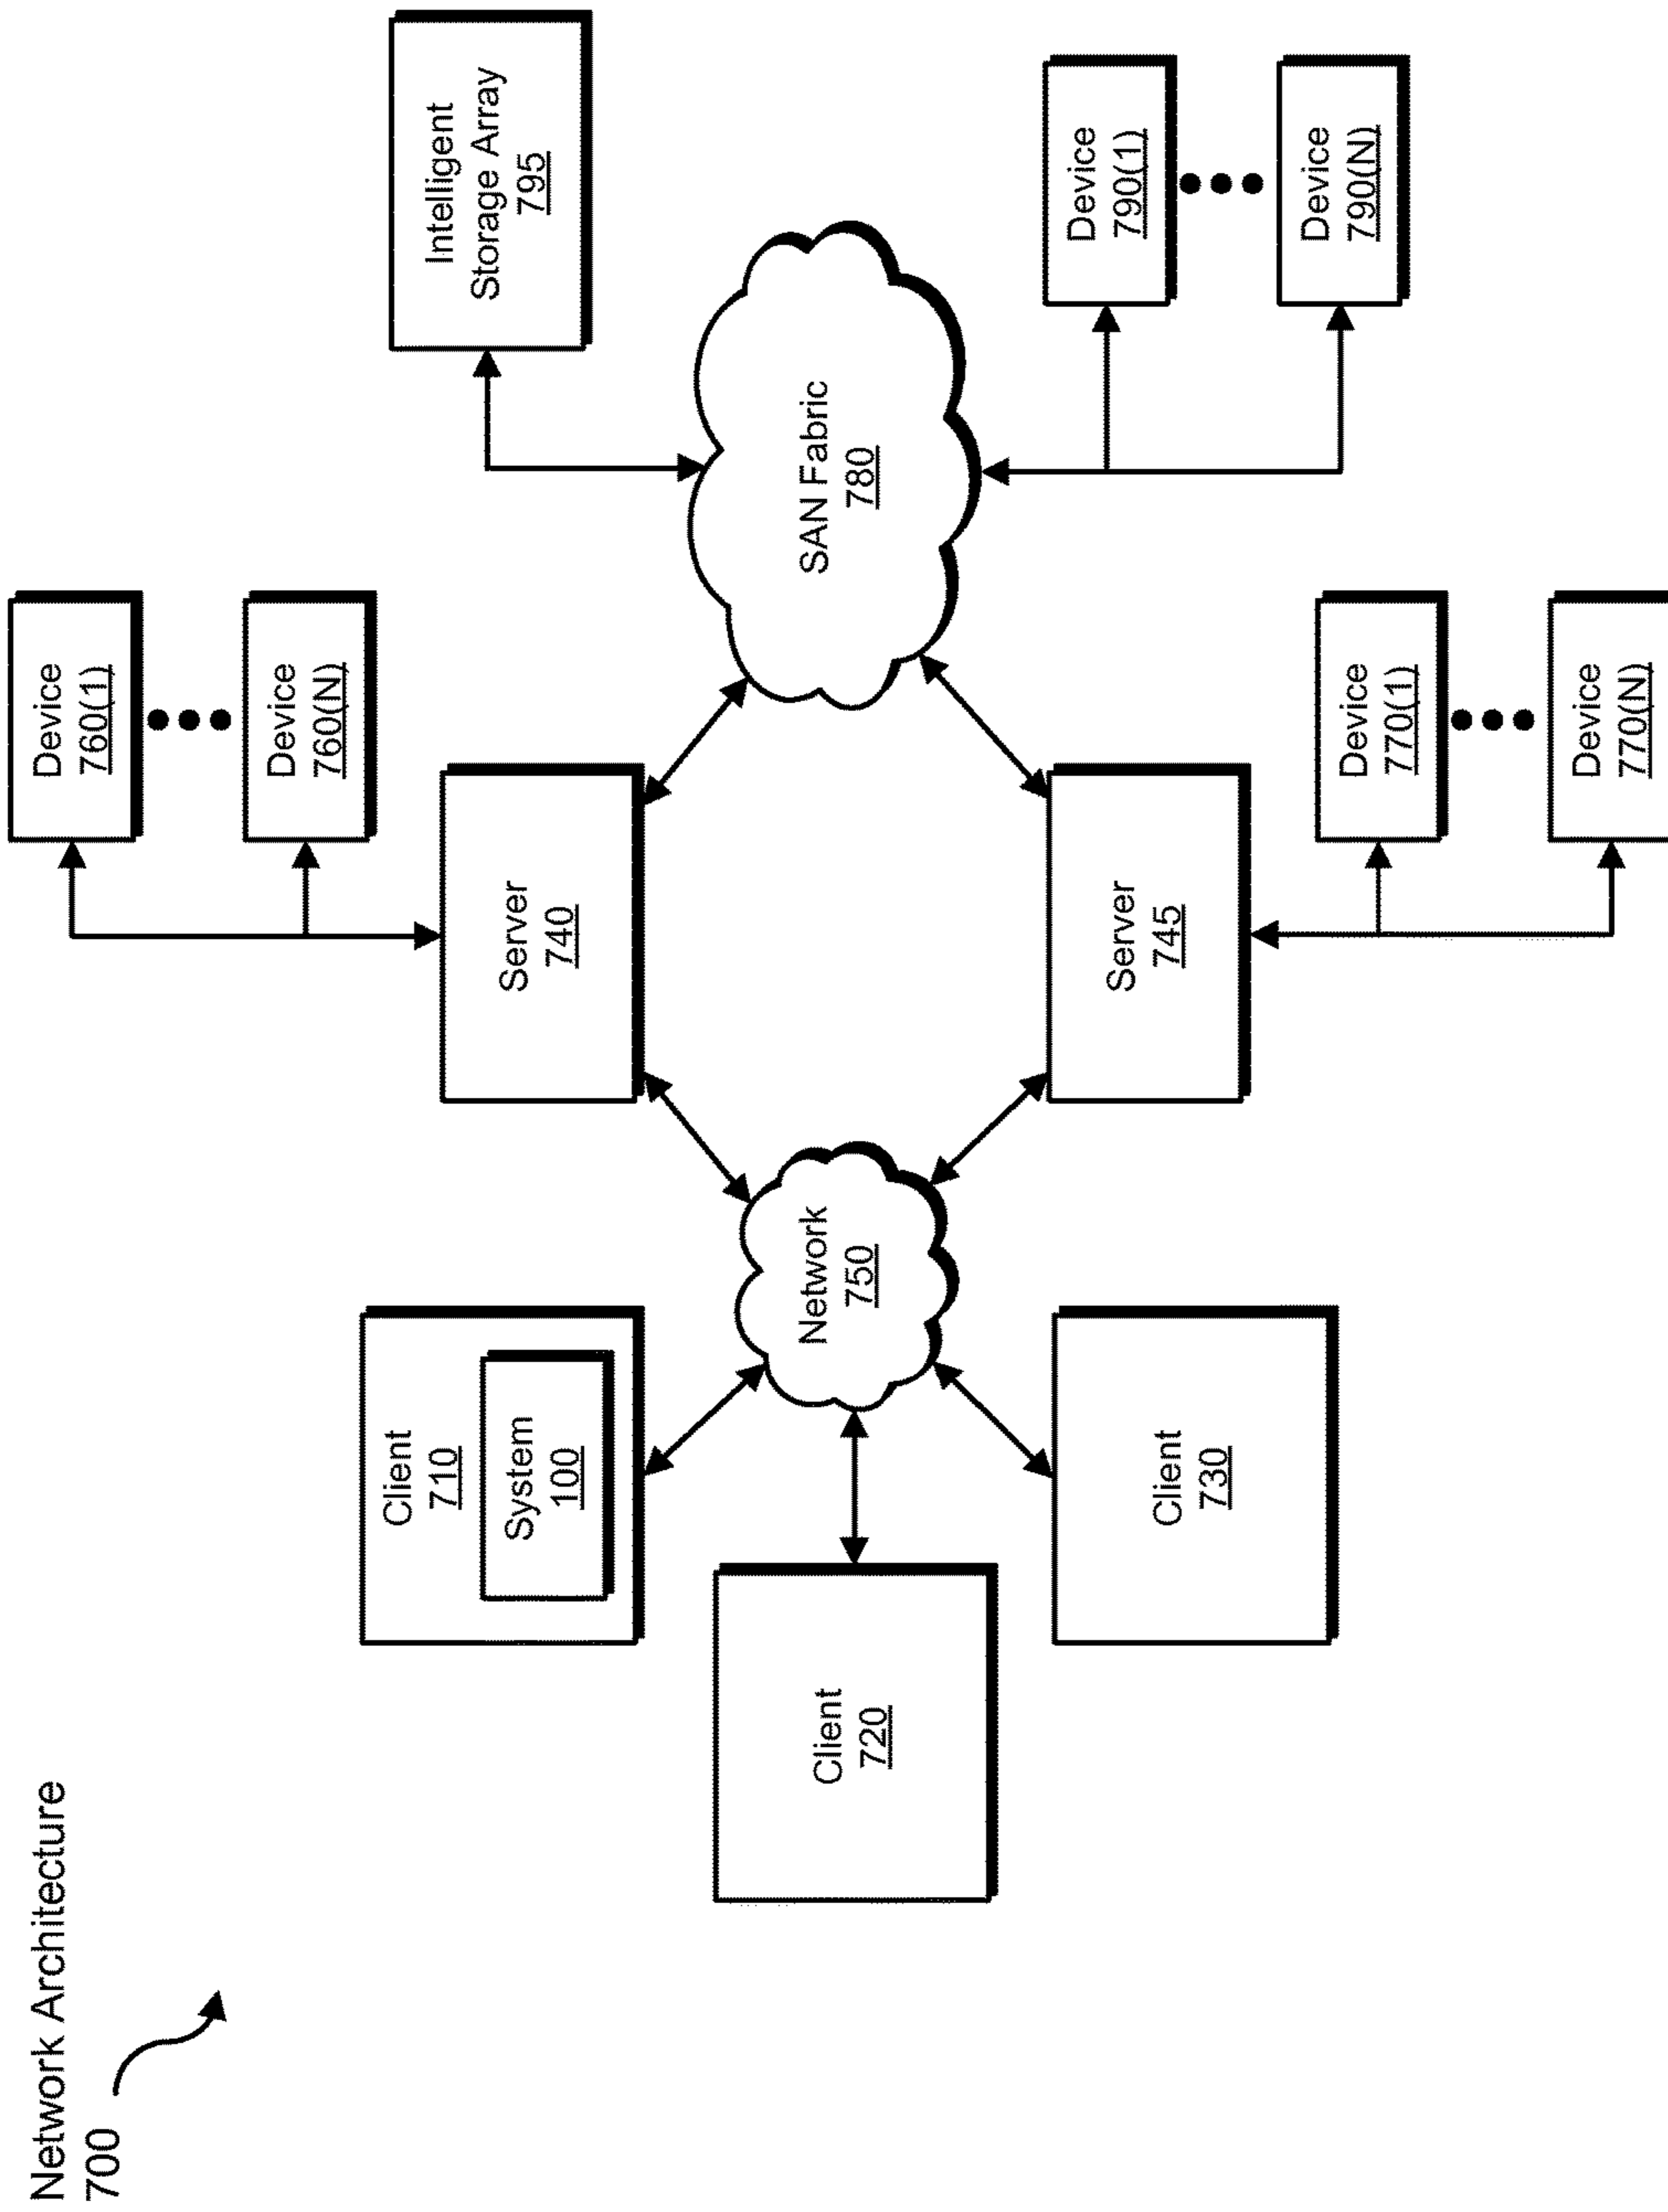 Network Architecture
700
Client
710
System
100
Client
720
Client
730
Network
750
Server
740
Server
745
Device
760(1)
Device
760(N)
Device
770(1)
Device
770(N)
SAN Fabric
780
Intelligent
Storage Array
795
Device
790(1)
Device
790(N)